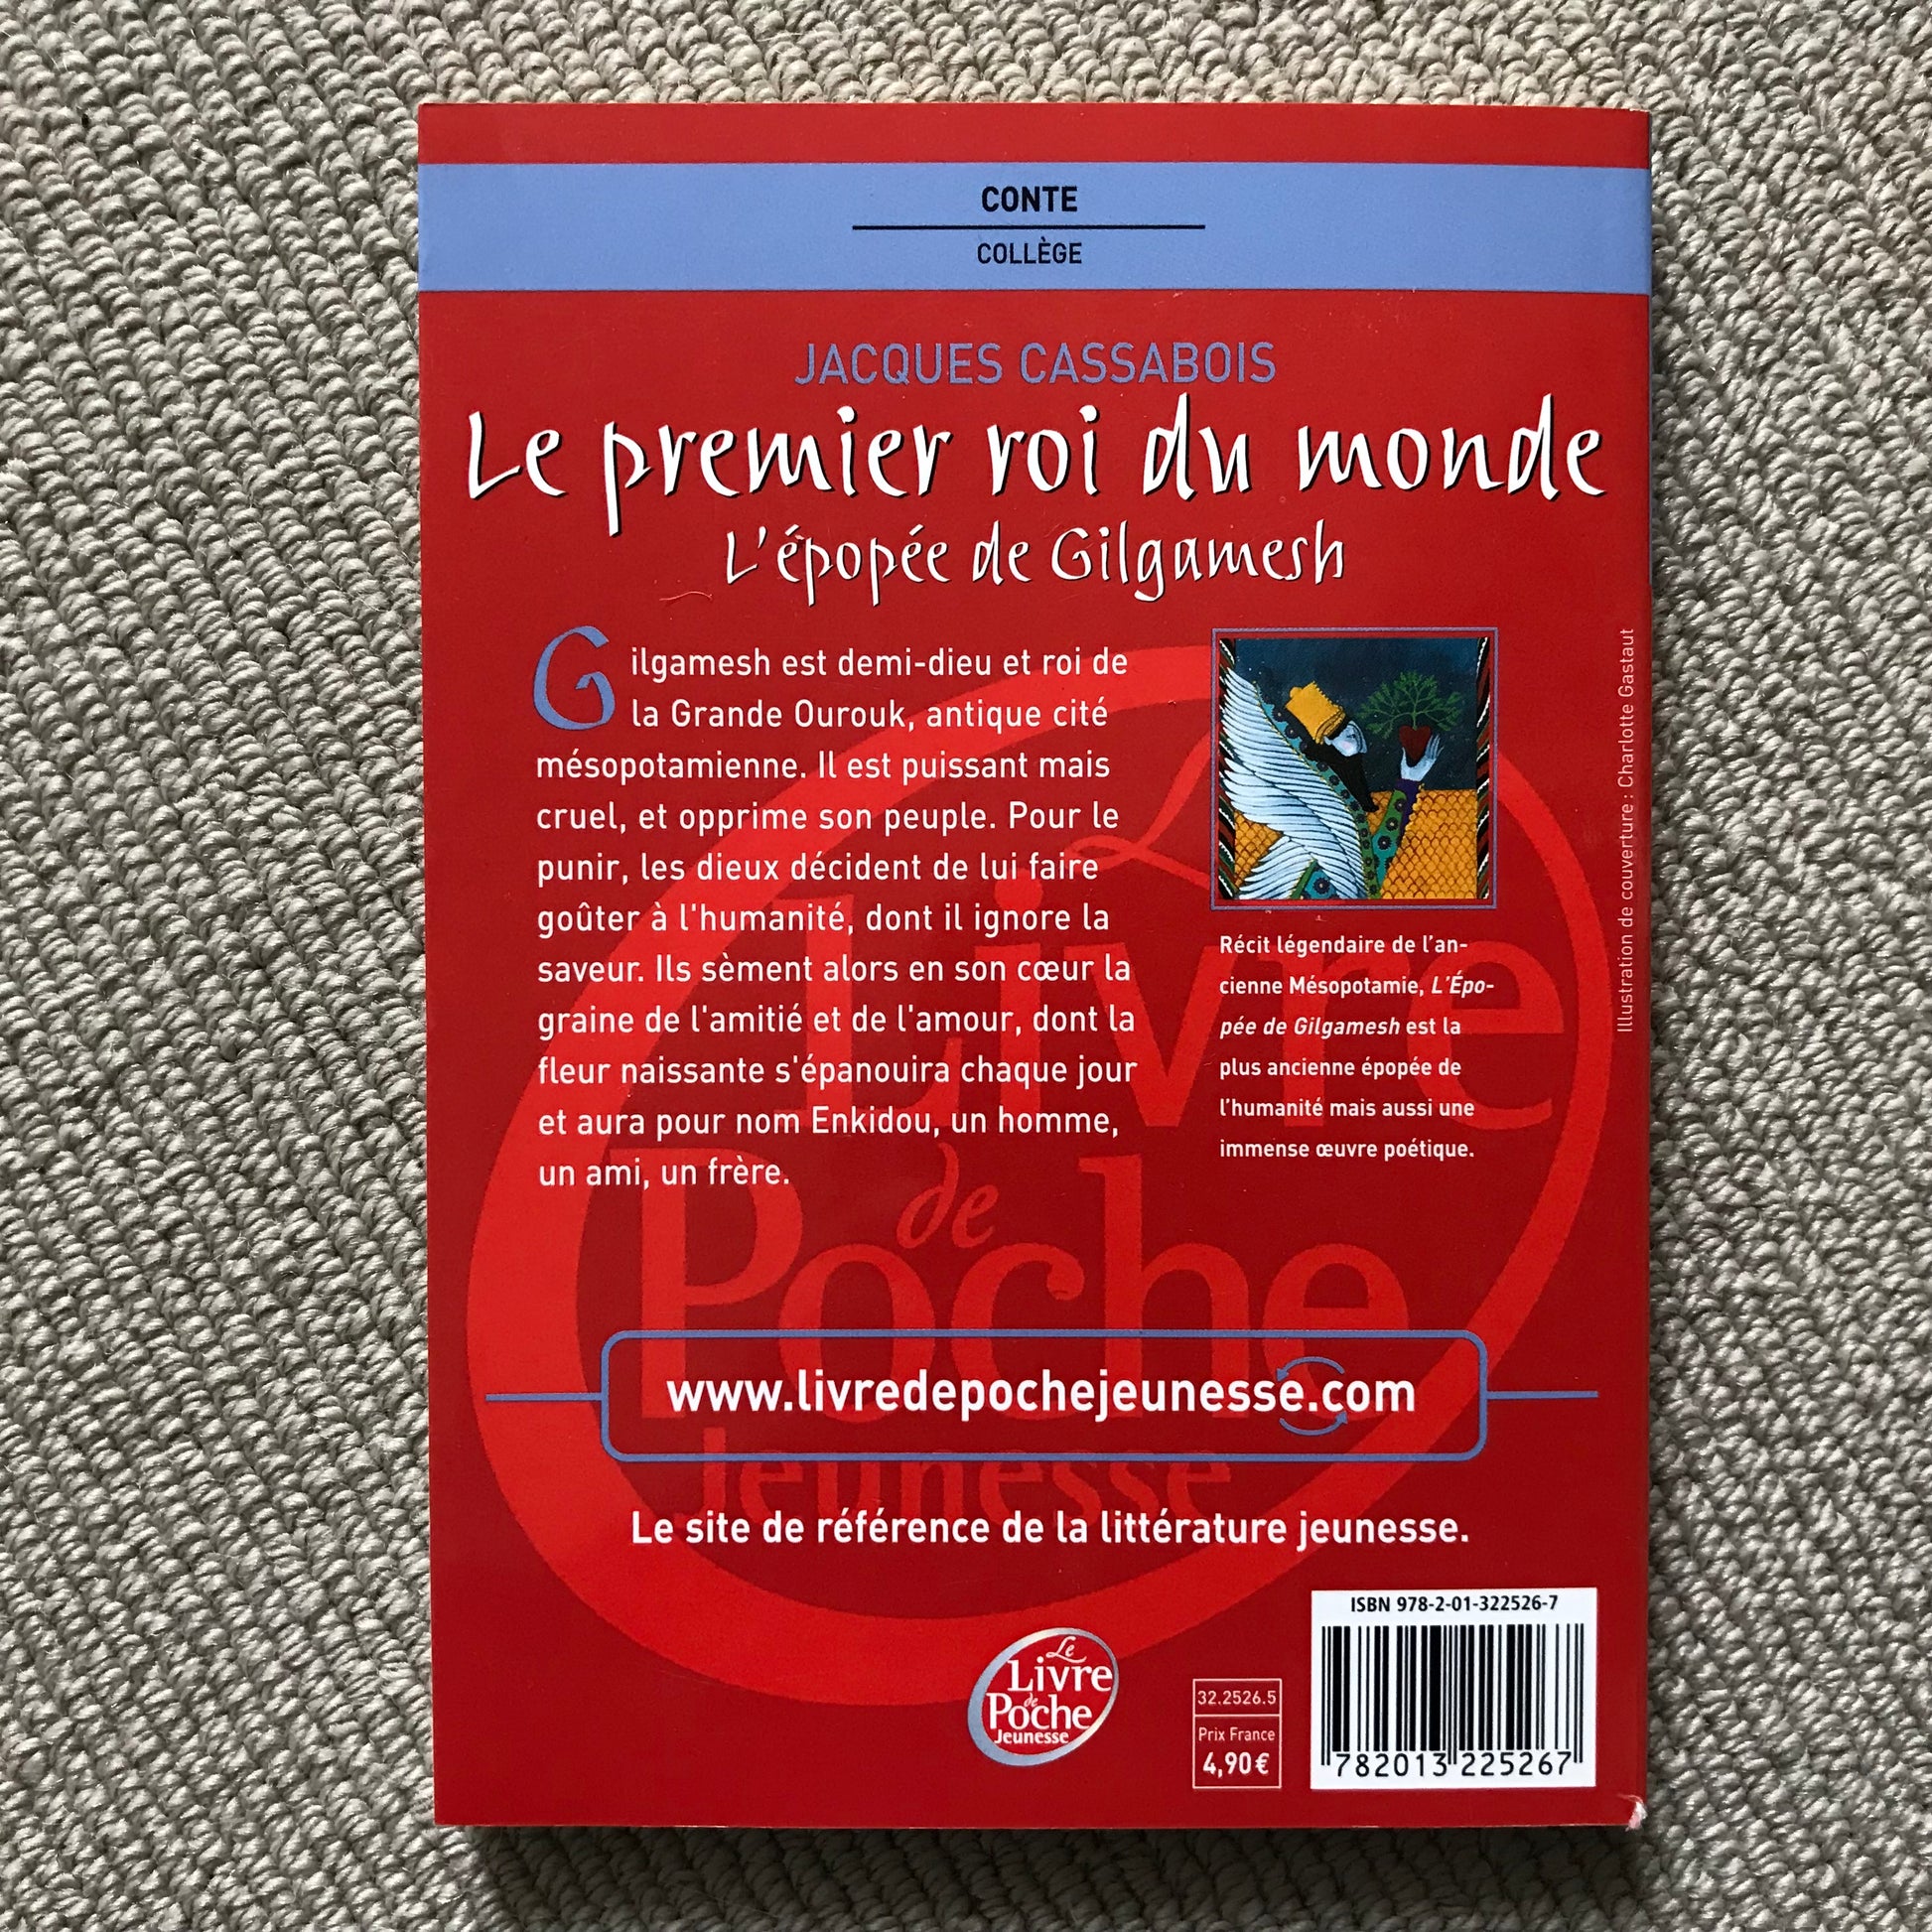 CONTE
COLLÈGE
JACQUES CASSABOIS
Le premier roi du monde
L'épopée de Gilgamesh
Gilgamesh est demi-dieu et roi de
la Grande Ourouk, antique cité
mésopotamienne. Il est puissant mais
cruel, et opprime son peuple. Pour le
punir, les dieux décident de lui faire
goûter à l'humanité, dont il ignore la
saveur. Ils sèment alors en son cœur la
graine de l'amitié et de l'amour, dont la
fleur naissante s'épanouira chaque jour
et aura pour nom Enkidou, un homme,
un ami, un frère.
Récit légendaire de l'an-
cienne Mésopotamie, L'Épo-
pée de Gilgamesh est la
plus ancienne épopée de
l'humanité mais aussi une
immense œuvre poétique.
Illustration de couverture : Charlotte Gastaut
Le
Livre
de
Poche
Jeunesse
www.livredepochejeunesse.com
Le site de référence de la littérature jeunesse.
Le
Livre
de
Poche
Jeunesse
32.2526.5
Prix France
4,90 €
ISBN 978-2-01-322526-7
782013 225267